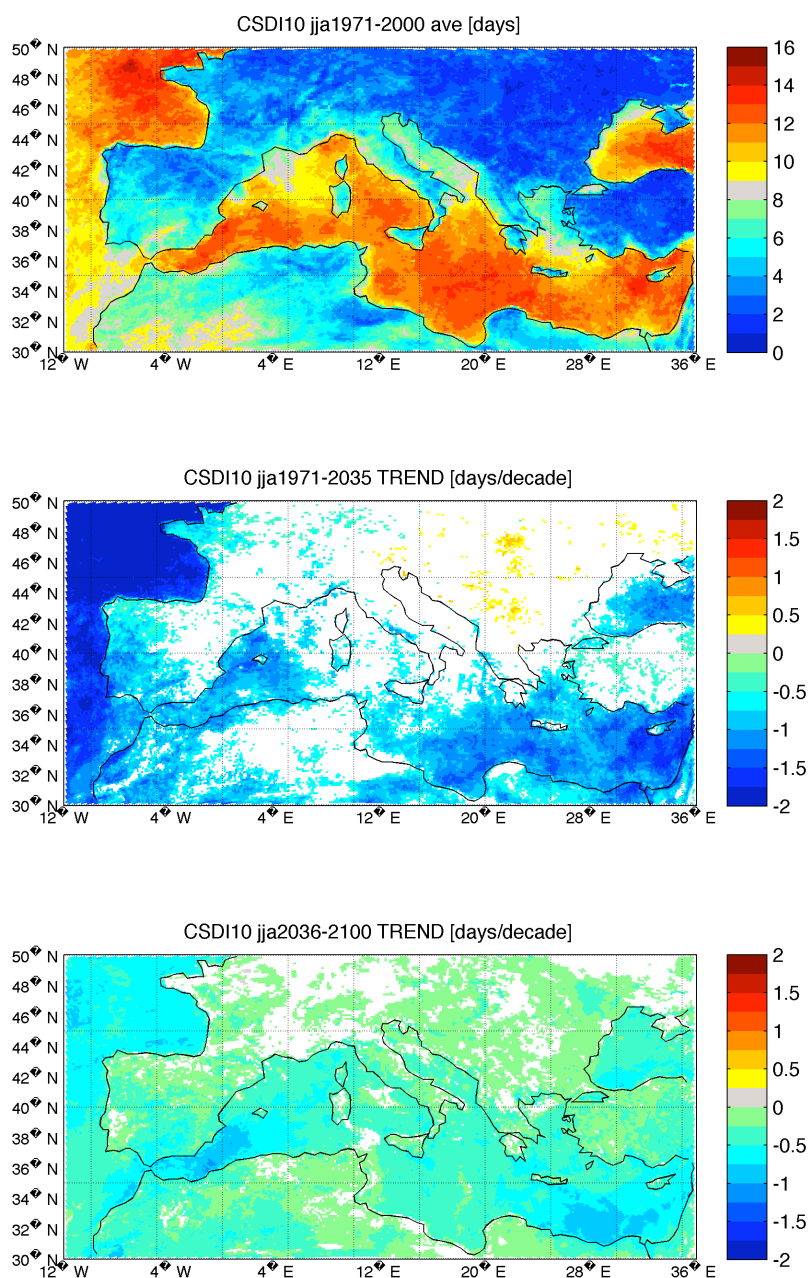 CSDI10 jja1971-2000 ave [days]
50� N
48� N
46� N
44� N
42� N
40� N
38� N
36� N
34� N
32� N
30� N
12� W 4� W 4� E 12� E 20� E 28� E 36� E
16
14
12
10
8
6
4
2
0
CSDI10 jja1971-2035 TREND [days/decade]
50� N
48� N
46� N
44� N
42� N
40� N
38� N
36� N
34� N
32� N
30� N
12� W 4� W 4� E 12� E 20� E 28� E 36� E
2
1.5
1
0.5
0
-0.5
-1
-1.5
-2
CSDI10 jja2036-2100 TREND [days/decade]
50� N
48� N
46� N
44� N
42� N
40� N
38� N
36� N
34� N
32� N
30� N
12� W 4� W 4� E 12� E 20� E 28� E 36� E
2
1.5
1
0.5
0
-0.5
-1
-1.5
-2